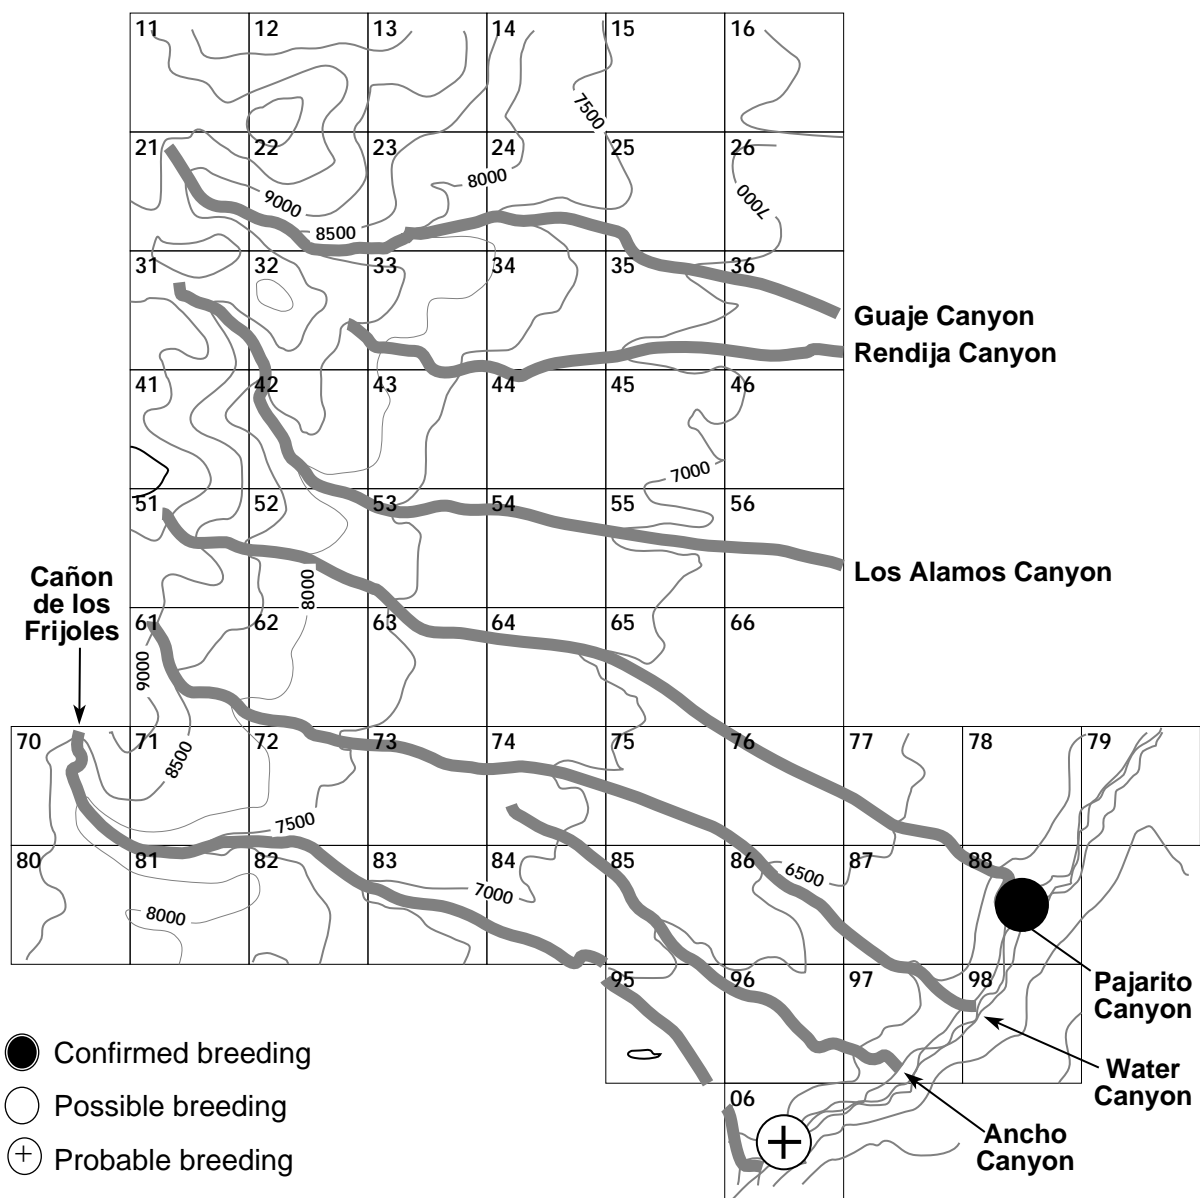 11 12 13 14 15 16
7500
21 22 23 24 25 26
8000
9000
7000
8500
31 32 33 34 35 36
Guaje Canyon
Rendija Canyon
41 42 43 44 45 46
7000
51 52 53 54 55 56
Los Alamos Canyon
Cañon
de los
Frijoles
8000
61 62 63 64 65 66
9000
70 71 72 73 74 75 76 77 78 79
8500
7500
80 81 82 83 84 85 86 87 88
6500
7000
8000
95 96 97 98
Pajarito
Canyon
Water
Canyon
06
Ancho
Canyon
Confirmed breeding
Possible breeding
Probable breeding